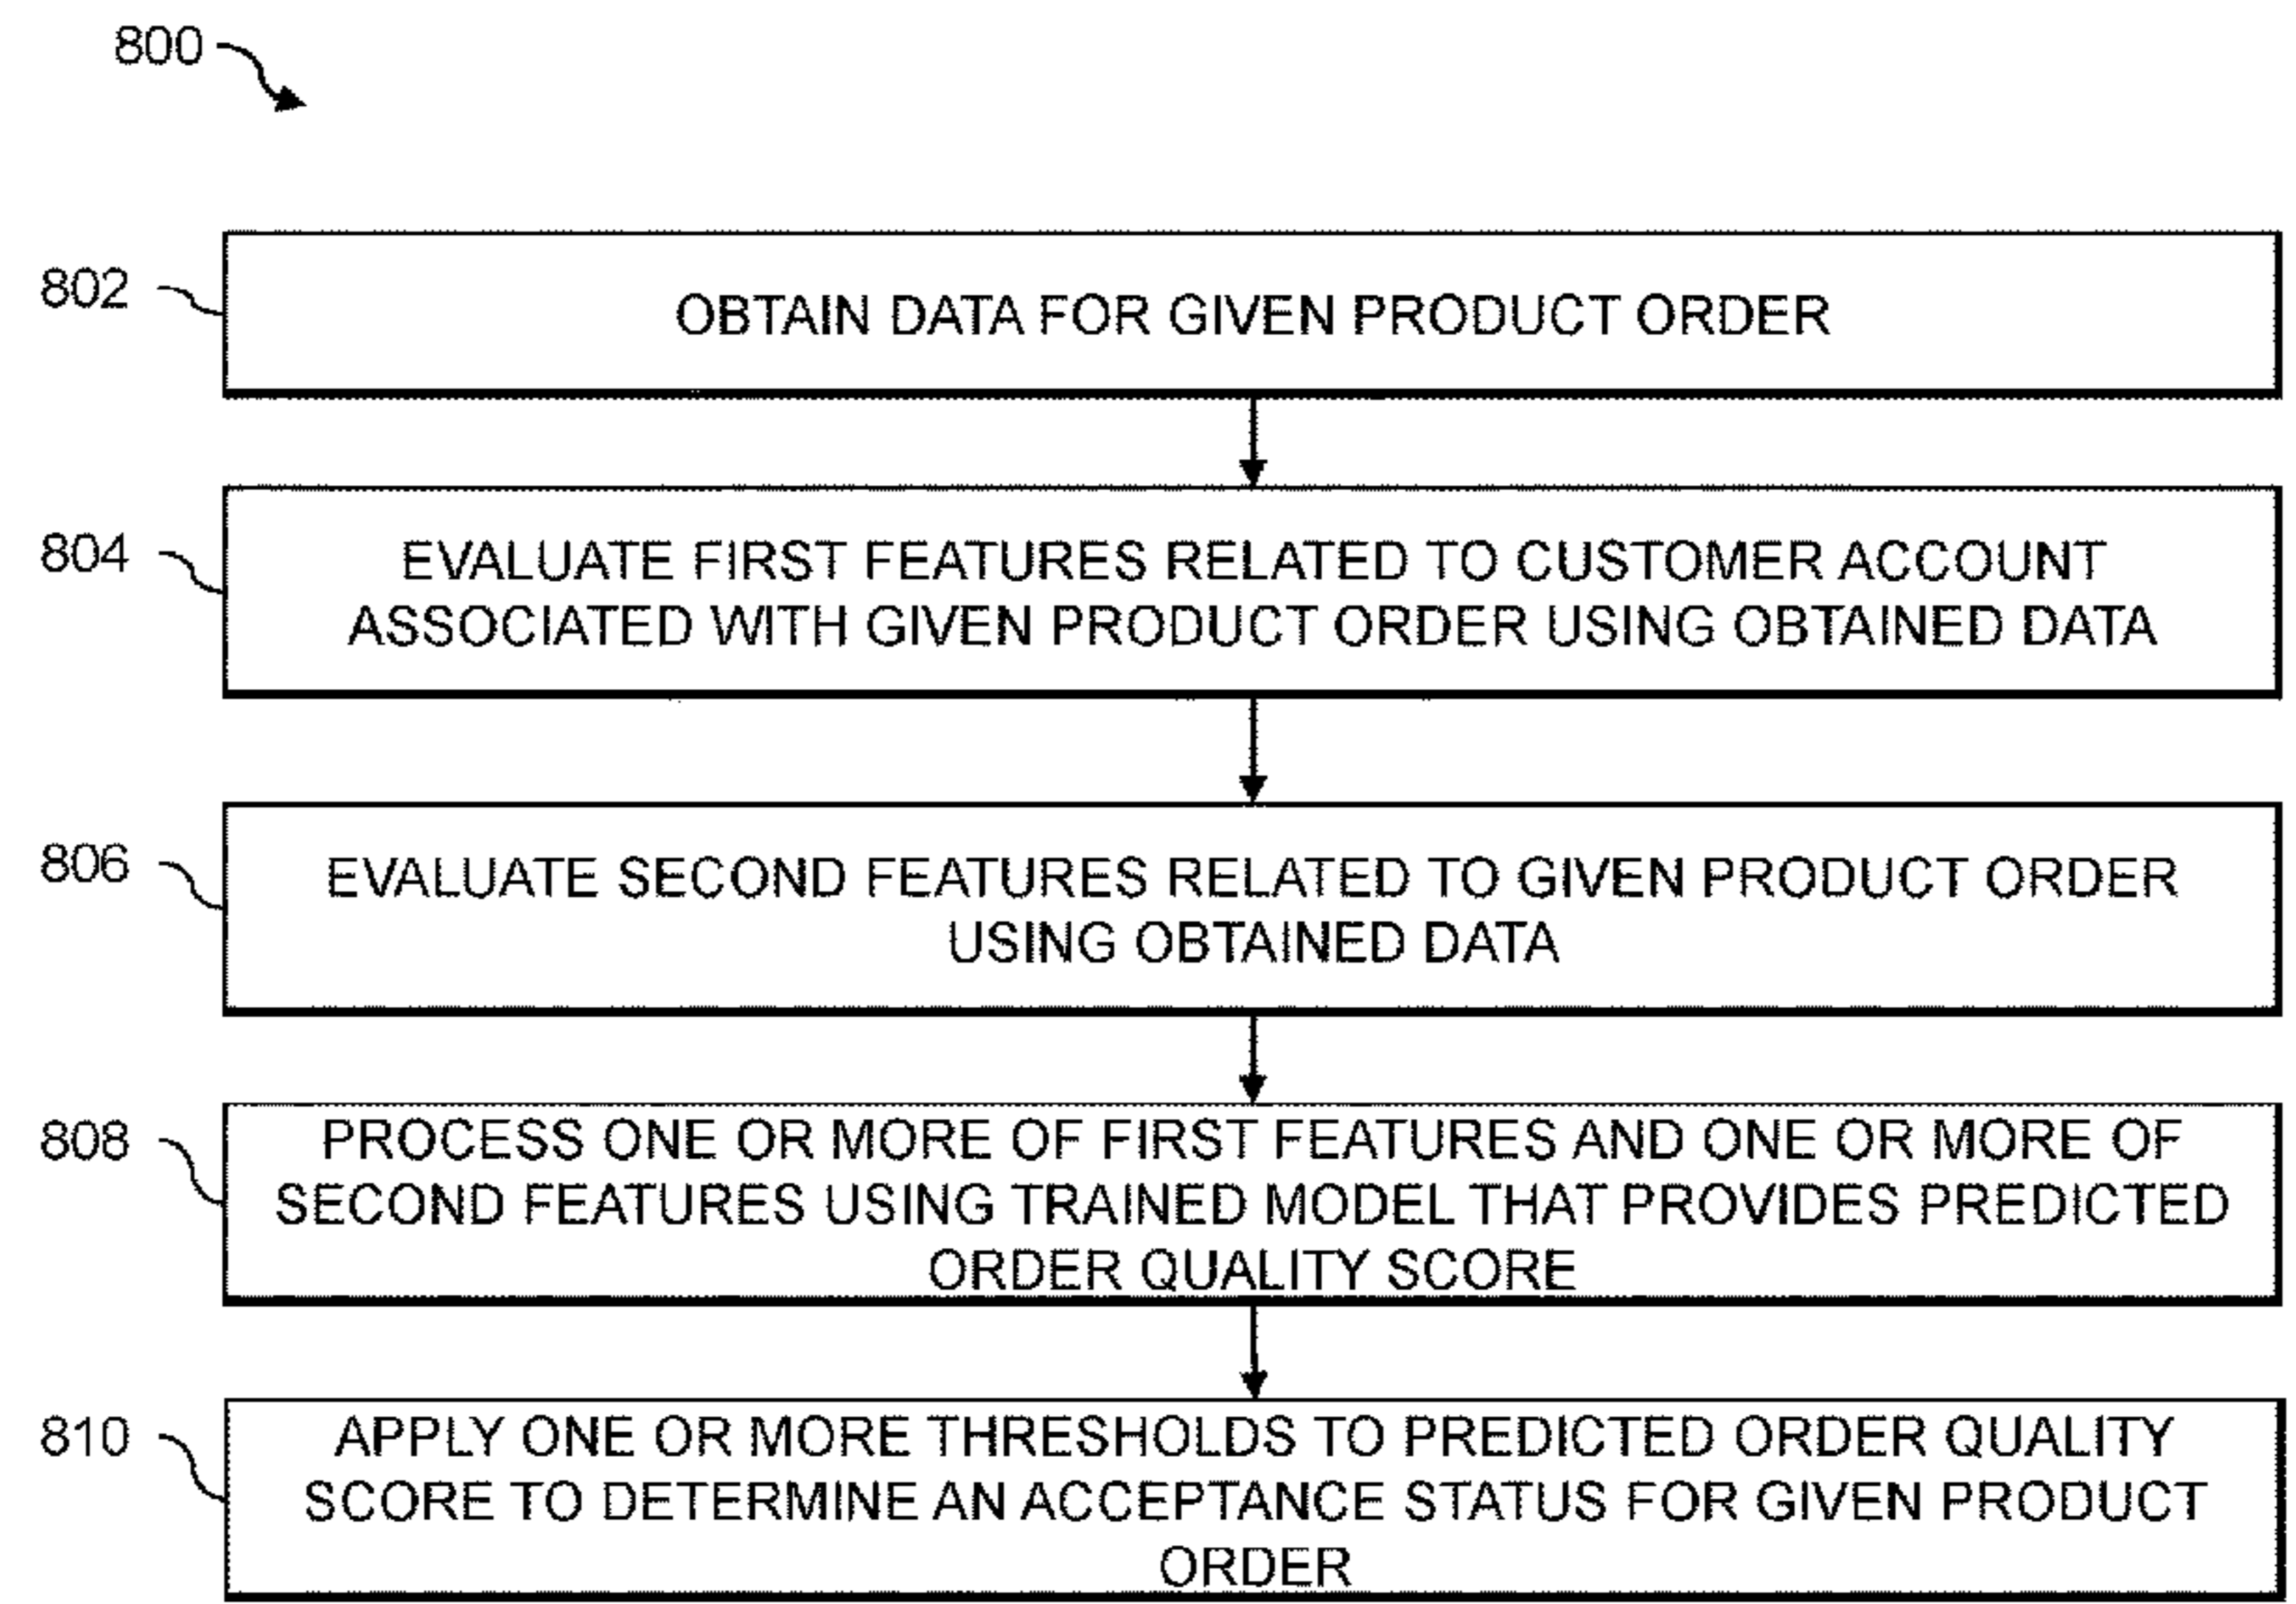 800
802
OBTAIN DATA FOR GIVEN PRODUCT ORDER
804
EVALUATE FIRST FEATURES RELATED TO CUSTOMER ACCOUNT
ASSOCIATED WITH GIVEN PRODUCT ORDER USING OBTAINED DATA
806
EVALUATE SECOND FEATURES RELATED TO GIVEN PRODUCT ORDER
USING OBTAINED DATA
808
PROCESS ONE OR MORE OF FIRST FEATURES AND ONE OR MORE OF
SECOND FEATURES USING TRAINED MODEL THAT PROVIDES PREDICTED
ORDER QUALITY SCORE
810
APPLY ONE OR MORE THRESHOLDS TO PREDICTED ORDER QUALITY
SCORE TO DETERMINE AN ACCEPTANCE STATUS FOR GIVEN PRODUCT
ORDER